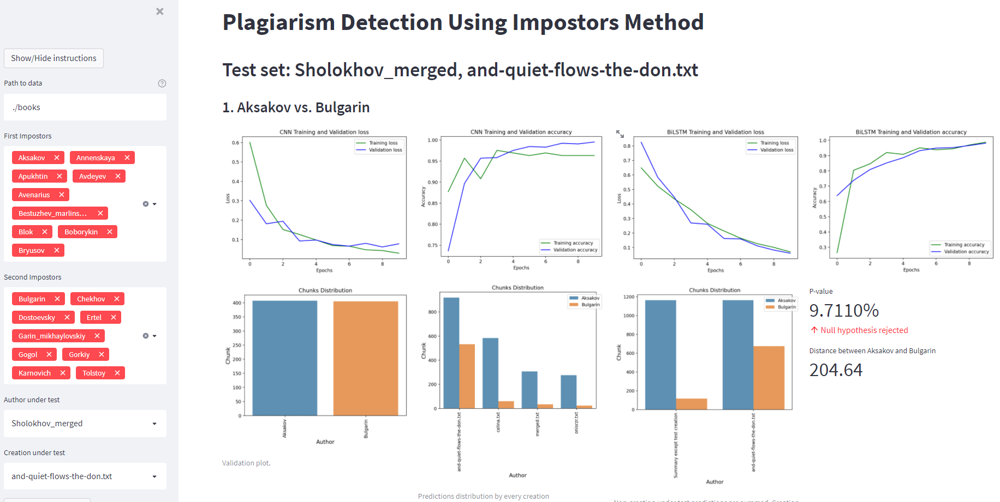 Show/Hide instructions
Path to data
./books
First Impostors
Aksakov
Annenskaya
Apukhtin
Avdeyev
Avenarius
Bestuzhev_marlins...
Blok
Boborykin
Bryusov
Second Impostors
Bulgarin
Chekhov
Dostoevsky
Ertel
Garin_mikhaylovskiy
Gogol
Gorkiy
Karnovich
Tolstoy
Author under test
Sholokhov_merged
Creation under test
and-quiet-flows-the-don.txt
Plagiarism Detection Using Impostors Method
Test set: Sholokhov_merged, and-quiet-flows-the-don.txt
1. Aksakov vs. Bulgarin
CNN Training and Validation loss
Training loss
Validation loss
0.6
0.5
0.4
0.3
0.2
0.1
Loss
0 2 4 6 8
Epochs
CNN Training and Validation accuracy
1.00
0.95
0.90
0.85
0.80
0.75
Accuracy
Training accuracy
Validation accuracy
0 2 4 6 8
Epochs
BiLSTM Training and Validation loss
Training loss
Validation loss
0.8
0.7
0.6
0.5
0.4
0.3
0.2
0.1
Loss
0 2 4 6 8
Epochs
BiLSTM Training and Validation accuracy
1.0
0.9
0.8
0.7
0.6
0.5
0.4
0.3
Accuracy
Training accuracy
Validation accuracy
0 2 4 6 8
Epochs
Chunks Distribution
400
350
300
250
200
150
100
50
0
Chunk
Aksakov
Bulgarin
Author
Validation plot.
Chunks Distribution
Aksakov
Bulgarin
800
600
400
200
0
Chunk
and-quiet-flows-the-don.txt
celina.txt
merged.txt
onisrzr.txt
Author
Predictions distribution by every creation
Chunks Distribution
Aksakov
Bulgarin
1200
1000
800
600
400
200
0
Chunk
Summary except test creation
and-quiet-flows-the-don.txt
Author
Non-creation under test predictions are summed. Creation
P-value
9.7110%
↑ Null hypothesis rejected
Distance between Aksakov and Bulgarin
204.64